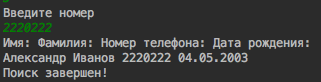 Введите номер
2220222
Имя: Фамилия: Номер телефона: Дата рождения:
Александр Иванов 2220222 04.05.2003
Поиск завершен!